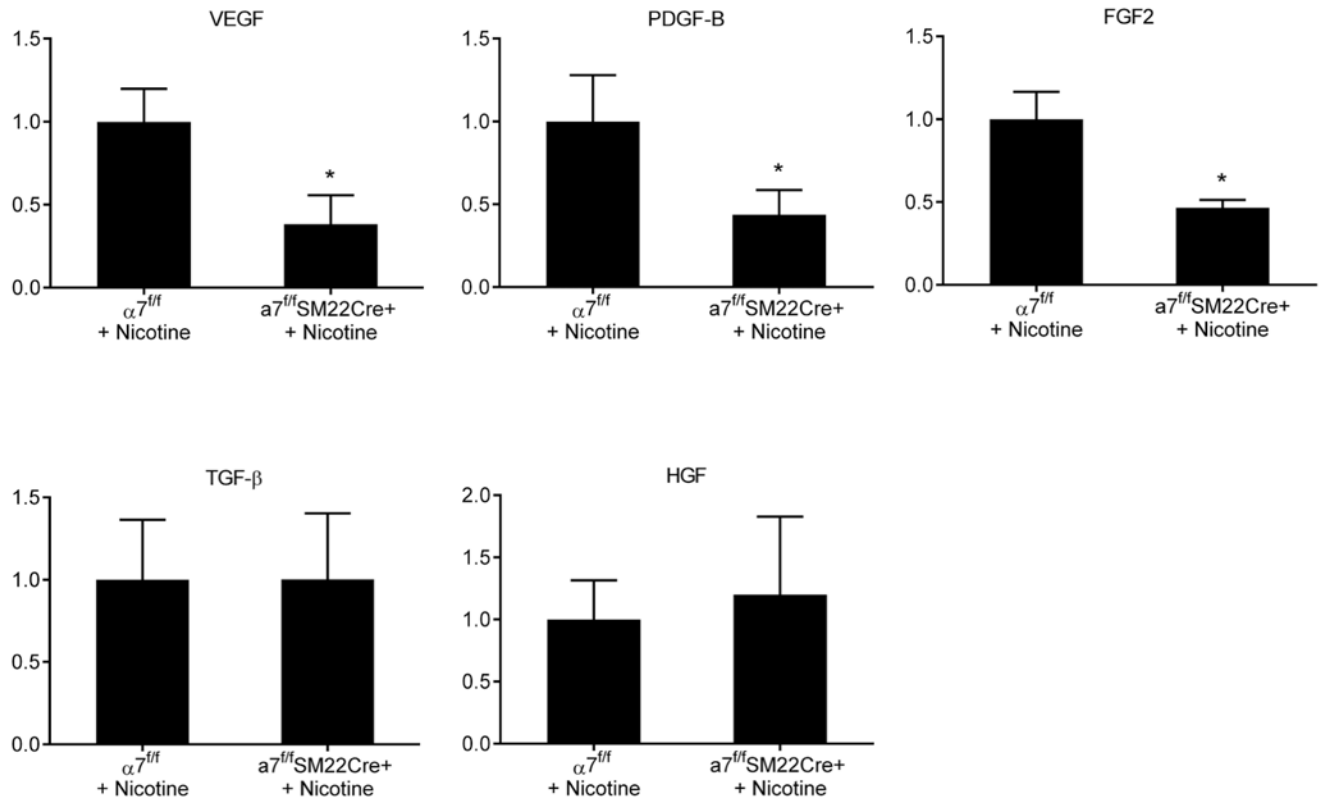 VEGF
1.5
1.0
0.5
0.0
*
α7f/f
+ Nicotine
a7f/fSM22Cre+
+ Nicotine
PDGF-B
1.5
1.0
0.5
0.0
*
α7f/f
+ Nicotine
a7f/fSM22Cre+
+ Nicotine
FGF2
1.5
1.0
0.5
0.0
*
α7f/f
+ Nicotine
a7f/fSM22Cre+
+ Nicotine
TGF-β
1.5
1.0
0.5
0.0
α7f/f
+ Nicotine
a7f/fSM22Cre+
+ Nicotine
HGF
2.0
1.5
1.0
0.5
0.0
α7f/f
+ Nicotine
a7f/fSM22Cre+
+ Nicotine